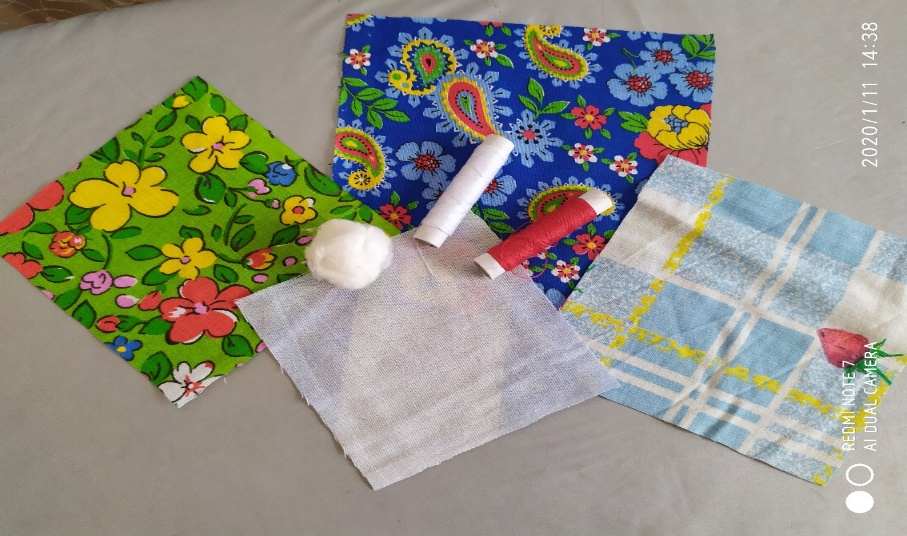 2020/1/11 14:38
REDMI NOTE 7
AI DUAL CAMERA